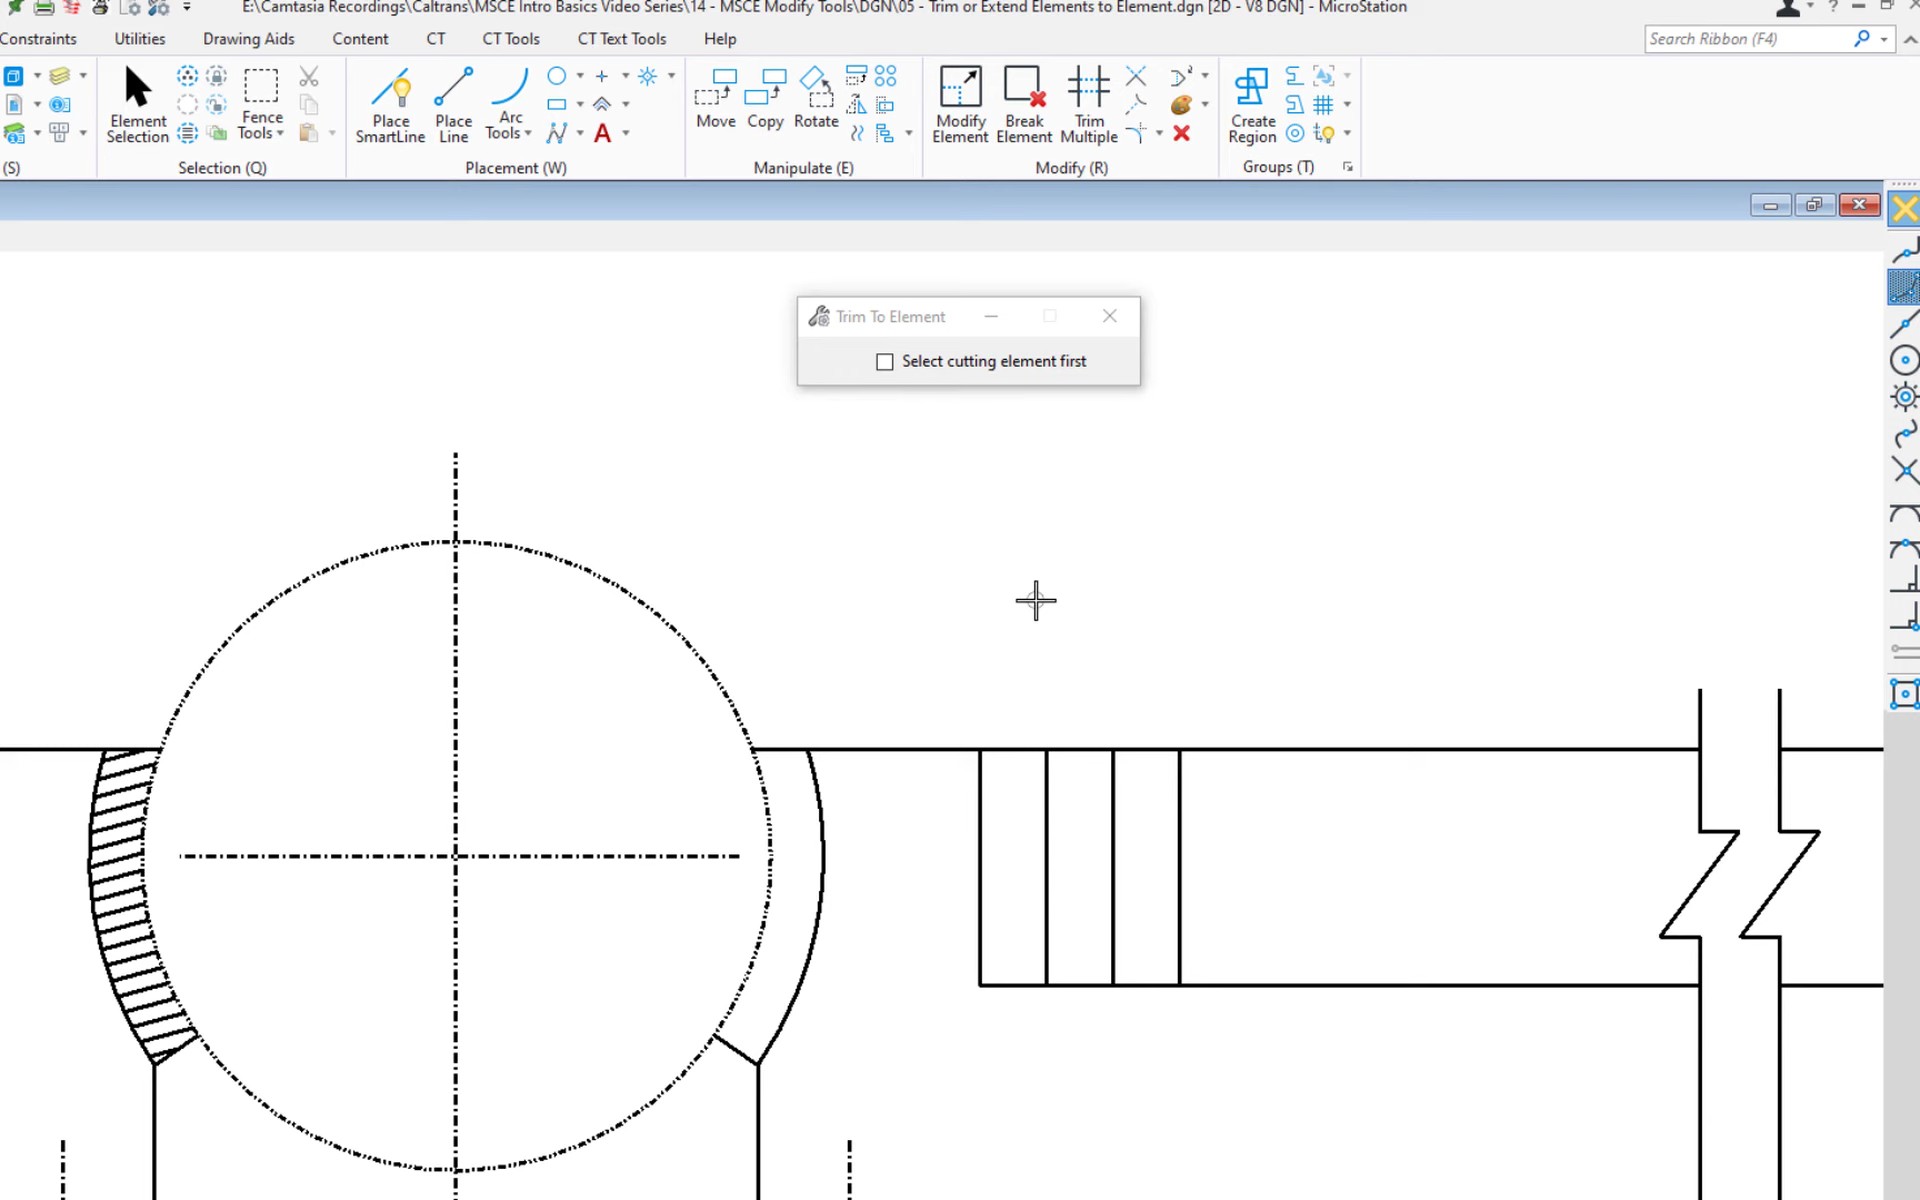 E:\Camtasia Recordings\Caltrans\MSCE Intro Basics Video Series\14 - MSCE Modify Tools\DGN\05 - Trim or Extend Elements to Element.dgn [2D - V8 DGN] - MicroStation
Constraints Utilities Drawing Aids Content CT CT Tools CT Text Tools Help Search Ribbon (F4)
Element Selection
Fence Tools
Place SmartLine
Place Line
Arc Tools
Move Copy Rotate
Modify Element
Break Element
Trim Multiple
Create Region
(S) Selection (Q) Placement (W) Manipulate (E) Modify (R) Groups (T)
Trim To Element
Select cutting element first